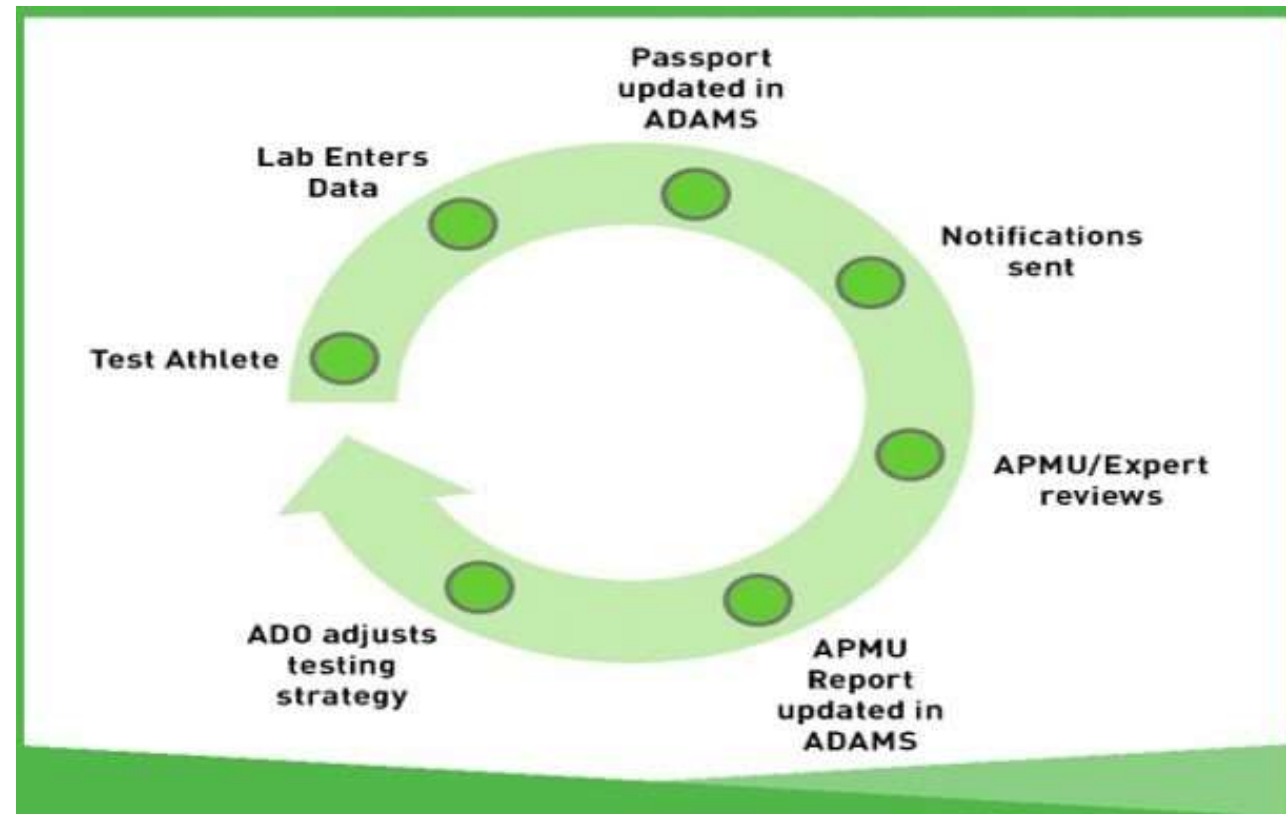 Passport
updated in
ADAMS
Lab Enters
Data
Notifications
sent
Test Athlete
APMU/Expert
reviews
ADO adjusts
testing
strategy
APMU
Report
updated in
ADAMS